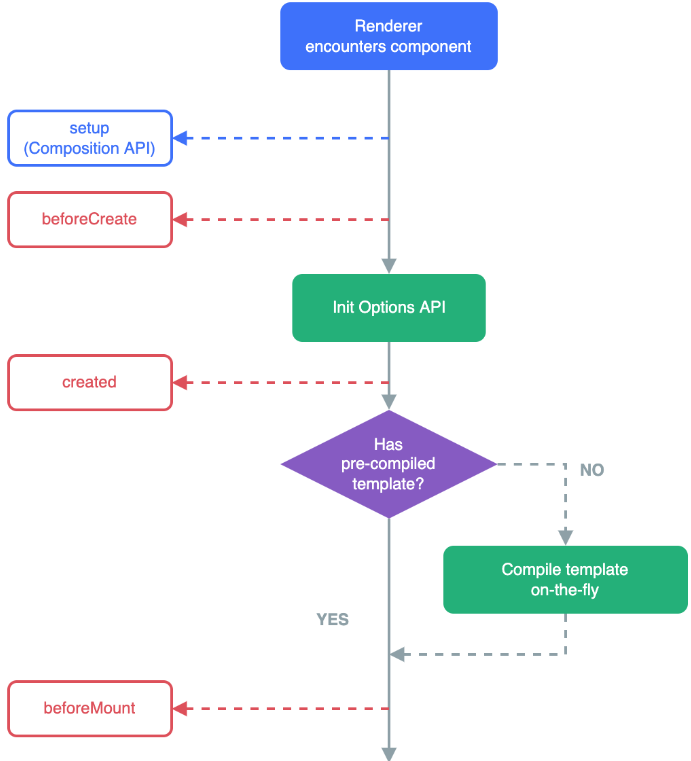 Renderer
encounters component
setup
(Composition API)
beforeCreate
Init Options API
created
Has
pre-compiled
template?
NO
Compile template
on-the-fly
YES
beforeMount